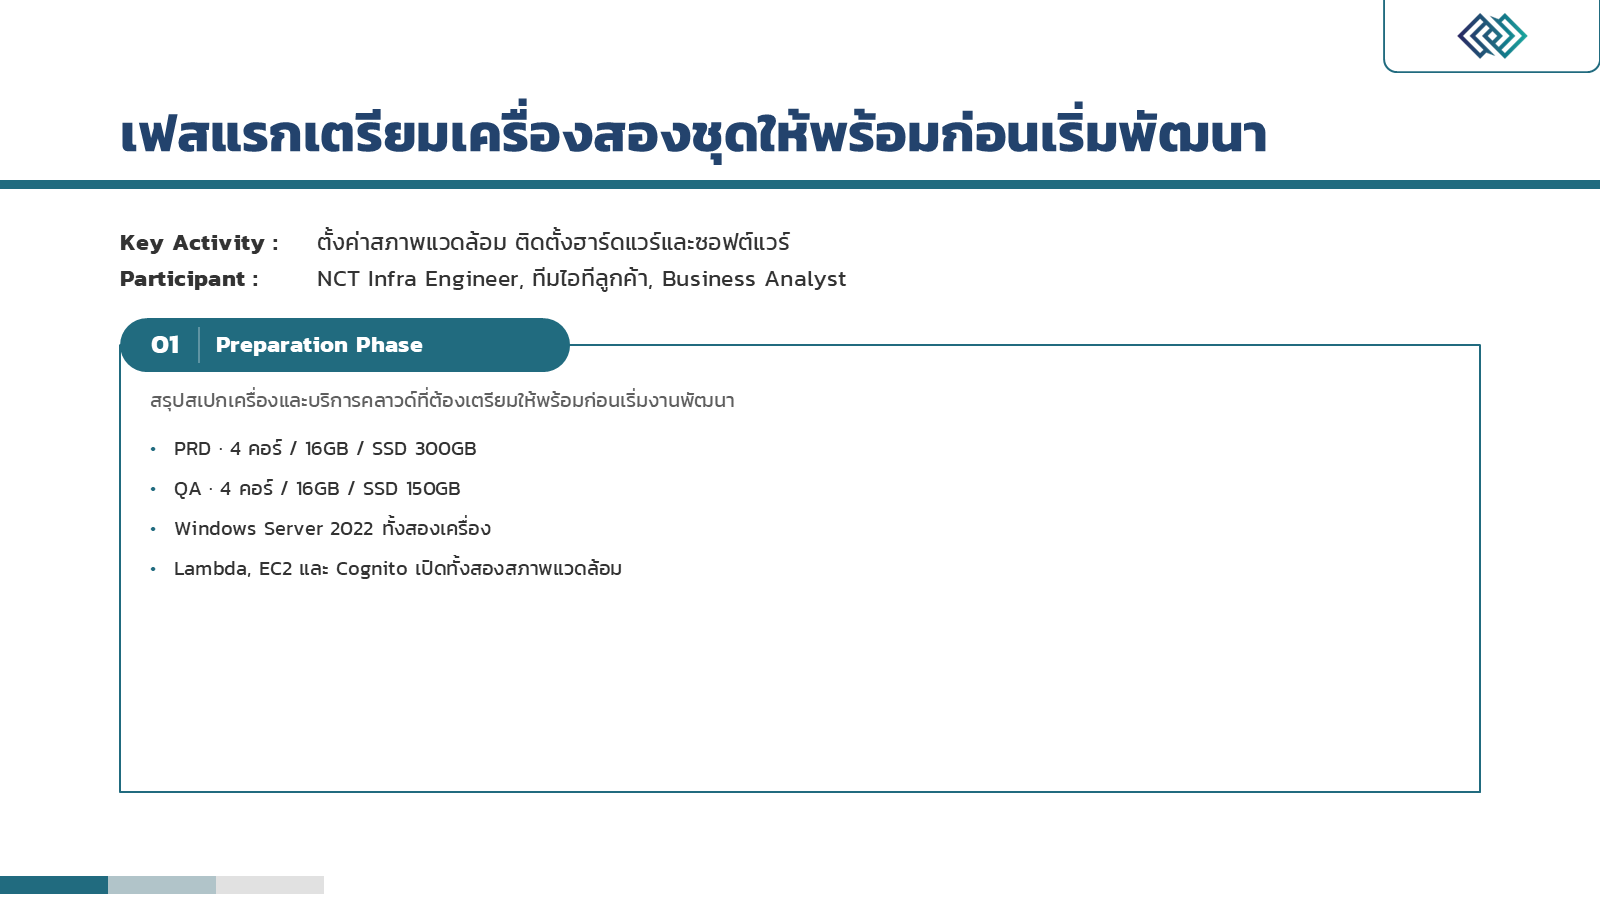 เฟสแรกเตรียมเครื่องสองชุดให้พร้อมก่อนเริ่มพัฒนา
Key Activity : ตั้งค่าสภาพแวดล้อม ติดตั้งฮาร์ดแวร์และซอฟต์แวร์
Participant : NCT Infra Engineer, ทีมไอทีลูกค้า, Business Analyst
01 Preparation Phase
สรุปสเปกเครื่องและบริการคลาวด์ที่ต้องเตรียมให้พร้อมก่อนเริ่มงานพัฒนา
• PRD · 4 คอร์ / 16GB / SSD 300GB
• QA · 4 คอร์ / 16GB / SSD 150GB
• Windows Server 2022 ทั้งสองเครื่อง
• Lambda, EC2 และ Cognito เปิดทั้งสองสภาพแวดล้อม